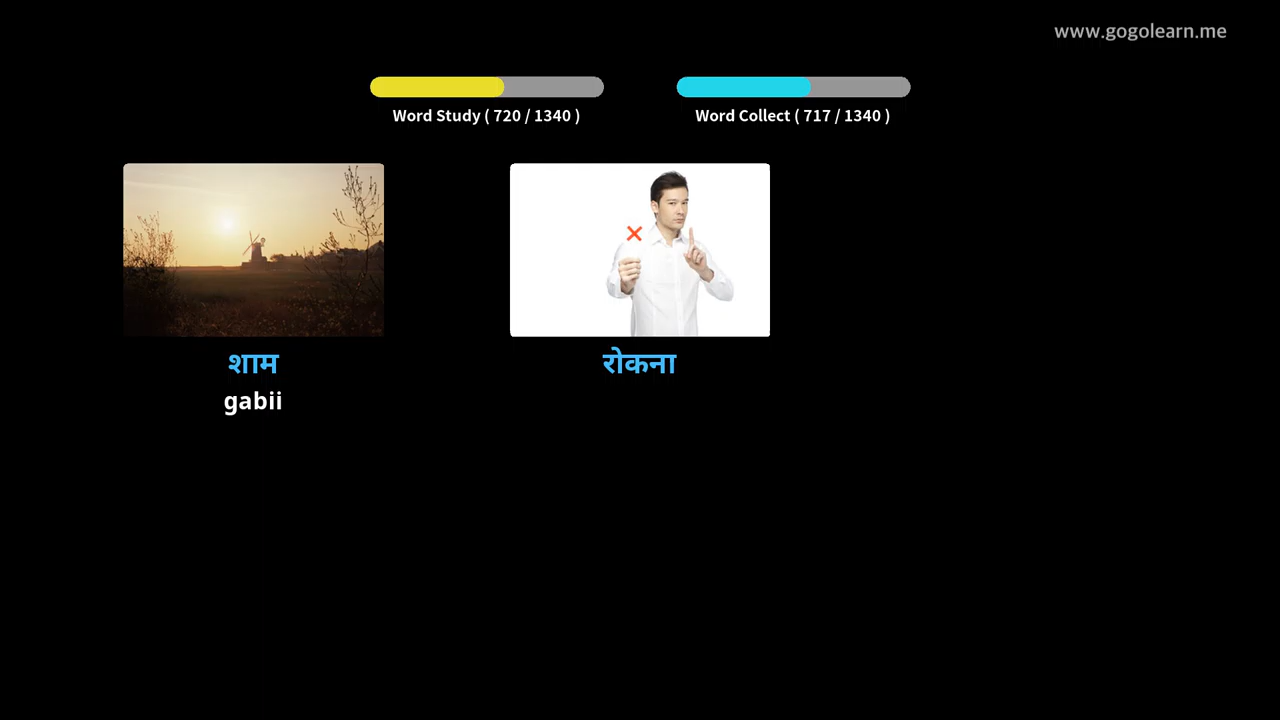 www.gogolearn.me
Word Study ( 720 / 1340 )
Word Collect ( 717 / 1340 )
शाम
gabii
रोकना